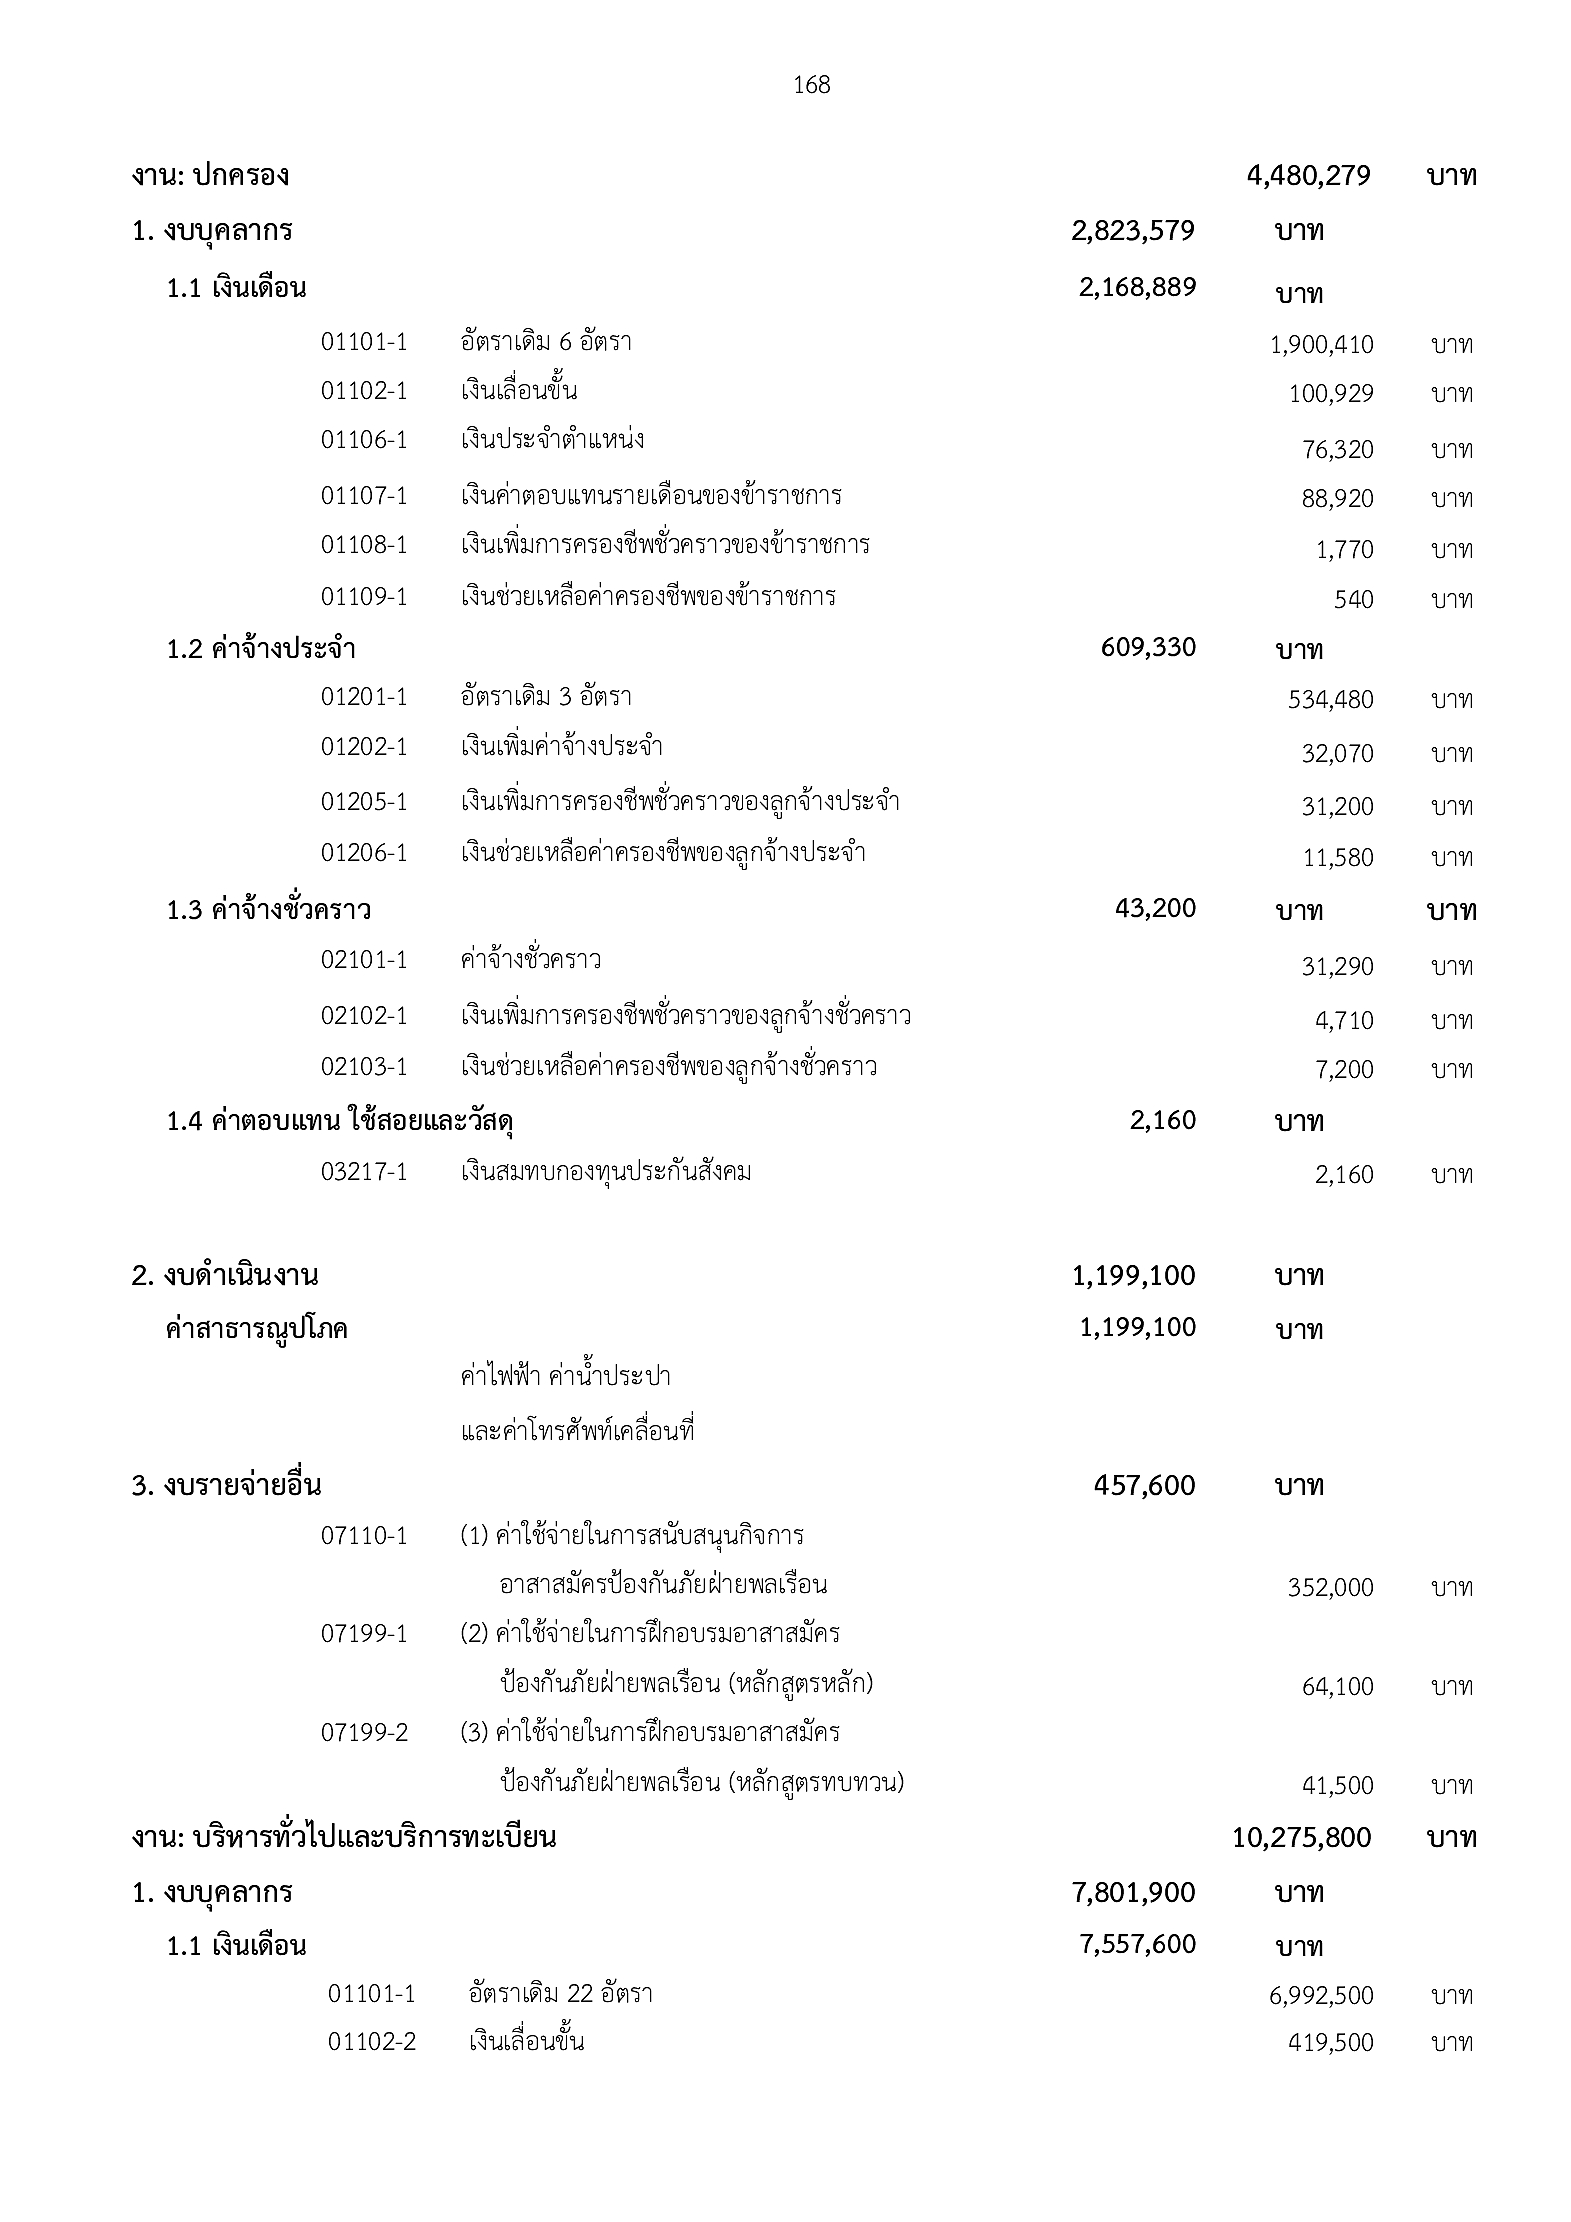 168
งาน: ปกครอง 4,480,279 บาท
1. งบบุคลากร 2,823,579 บาท
1.1 เงินเดือน 2,168,889 บาท
01101-1 อัตราเดิม 6 อัตรา 1,900,410 บาท
01102-1 เงินเลื่อนขั้น 100,929 บาท
01106-1 เงินประจำตำแหน่ง 76,320 บาท
01107-1 เงินค่าตอบแทนรายเดือนของข้าราชการ 88,920 บาท
01108-1 เงินเพิ่มการครองชีพชั่วคราวของข้าราชการ 1,770 บาท
01109-1 เงินช่วยเหลือค่าครองชีพของข้าราชการ 540 บาท
1.2 ค่าจ้างประจำ 609,330 บาท
01201-1 อัตราเดิม 3 อัตรา 534,480 บาท
01202-1 เงินเพิ่มค่าจ้างประจำ 32,070 บาท
01205-1 เงินเพิ่มการครองชีพชั่วคราวของลูกจ้างประจำ 31,200 บาท
01206-1 เงินช่วยเหลือค่าครองชีพของลูกจ้างประจำ 11,580 บาท
1.3 ค่าจ้างชั่วคราว 43,200 บาท บาท
02101-1 ค่าจ้างชั่วคราว 31,290 บาท
02102-1 เงินเพิ่มการครองชีพชั่วคราวของลูกจ้างชั่วคราว 4,710 บาท
02103-1 เงินช่วยเหลือค่าครองชีพของลูกจ้างชั่วคราว 7,200 บาท
1.4 ค่าตอบแทน ใช้สอยและวัสดุ 2,160 บาท
03217-1 เงินสมทบกองทุนประกันสังคม 2,160 บาท
2. งบดำเนินงาน 1,199,100 บาท
ค่าสาธารณูปโภค 1,199,100 บาท
ค่าไฟฟ้า ค่าน้ำประปา
และค่าโทรศัพท์เคลื่อนที่
3. งบรายจ่ายอื่น 457,600 บาท
07110-1 (1) ค่าใช้จ่ายในการสนับสนุนกิจการ
อาสาสมัครป้องกันภัยฝ่ายพลเรือน 352,000 บาท
07199-1 (2) ค่าใช้จ่ายในการฝึกอบรมอาสาสมัคร
ป้องกันภัยฝ่ายพลเรือน (หลักสูตรหลัก) 64,100 บาท
07199-2 (3) ค่าใช้จ่ายในการฝึกอบรมอาสาสมัคร
ป้องกันภัยฝ่ายพลเรือน (หลักสูตรทบทวน) 41,500 บาท
งาน: บริหารทั่วไปและบริการทะเบียน 10,275,800 บาท
1. งบบุคลากร 7,801,900 บาท
1.1 เงินเดือน 7,557,600 บาท
01101-1 อัตราเดิม 22 อัตรา 6,992,500 บาท
01102-2 เงินเลื่อนขั้น 419,500 บาท